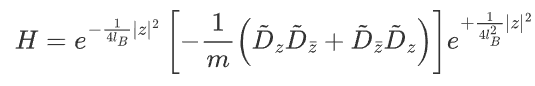 $H = e^{-\frac{1}{4l_B}|z|^2} \left[ -\frac{1}{m} \left( \tilde{D}_z \tilde{D}_{\bar{z}} + \tilde{D}_{\bar{z}} \tilde{D}_z \right) \right] e^{+\frac{1}{4l_B^2}|z|^2}$